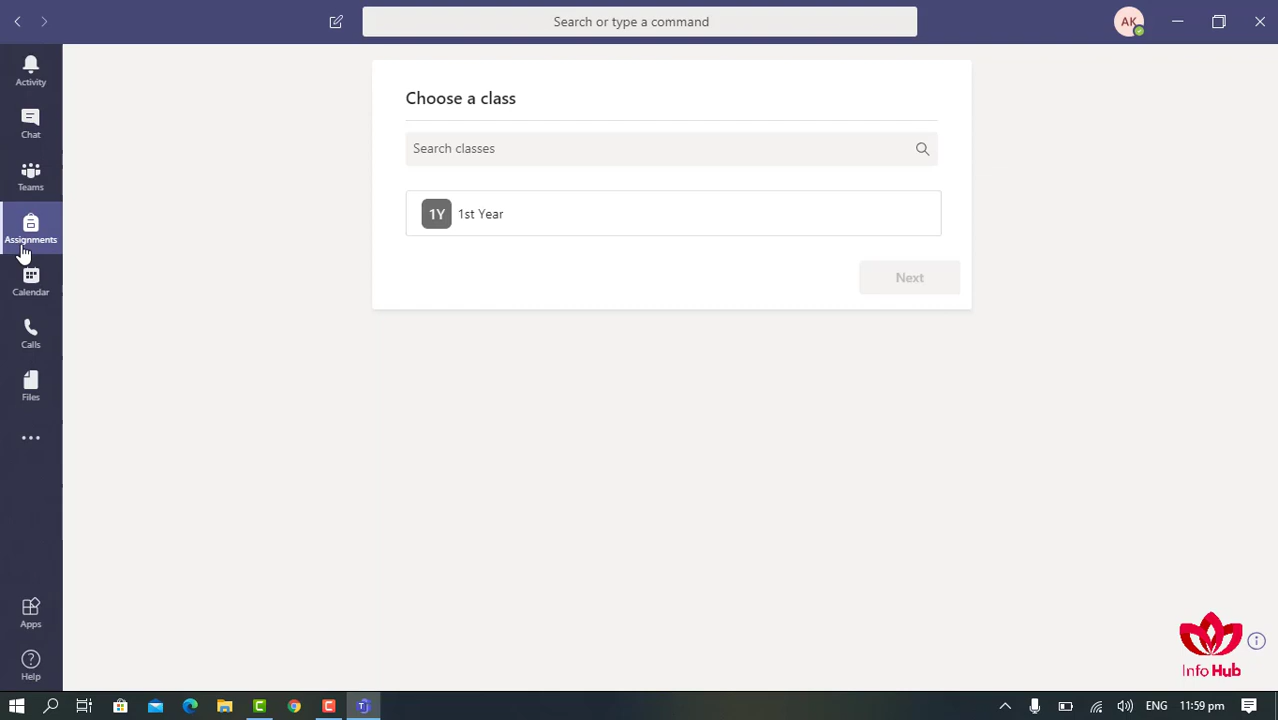 Search or type a command
AK
Activity
Chat
Teams
Assignments
Calendar
Calls
Files
Apps
Help
Choose a class
Search classes
1Y 1st Year
Next
Info Hub
ENG 11:59 pm